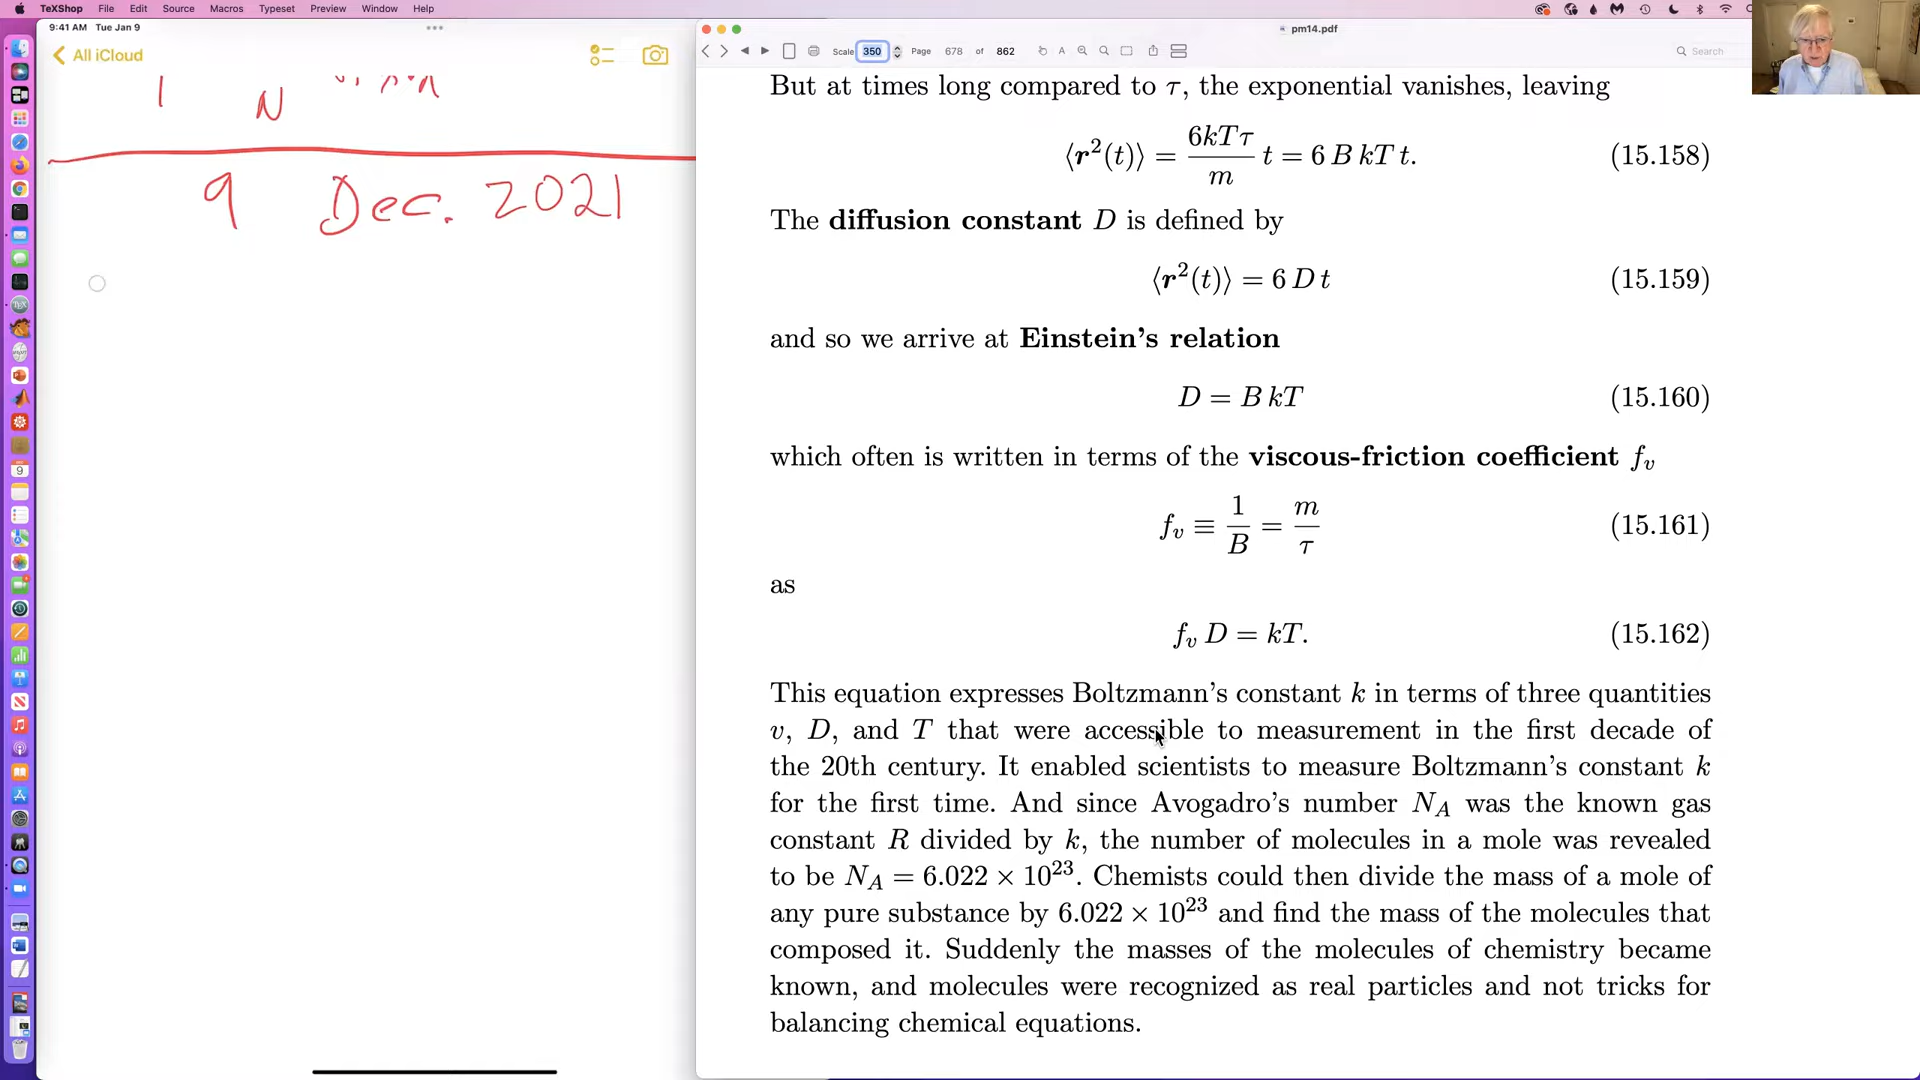 TeXShop File Edit Source Macros Typeset Preview Window Help
9:41 AM Tue Jan 9
All iCloud
N
9 Dec. 2021
pm14.pdf
Scale 350 Page 678 of 862
Search
But at times long compared to τ, the exponential vanishes, leaving
⟨r²(t)⟩ = 6kTτ/m t = 6 B kT t. (15.158)
The diffusion constant D is defined by
⟨r²(t)⟩ = 6 D t (15.159)
and so we arrive at Einstein's relation
D = B kT (15.160)
which often is written in terms of the viscous-friction coefficient fᵥ
fᵥ ≡ 1/B = m/τ (15.161)
as
fᵥ D = kT. (15.162)
This equation expresses Boltzmann's constant k in terms of three quantities
v, D, and T that were accessible to measurement in the first decade of
the 20th century. It enabled scientists to measure Boltzmann's constant k
for the first time. And since Avogadro's number N_A was the known gas
constant R divided by k, the number of molecules in a mole was revealed
to be N_A = 6.022 × 10²³. Chemists could then divide the mass of a mole of
any pure substance by 6.022 × 10²³ and find the mass of the molecules that
composed it. Suddenly the masses of the molecules of chemistry became
known, and molecules were recognized as real particles and not tricks for
balancing chemical equations.